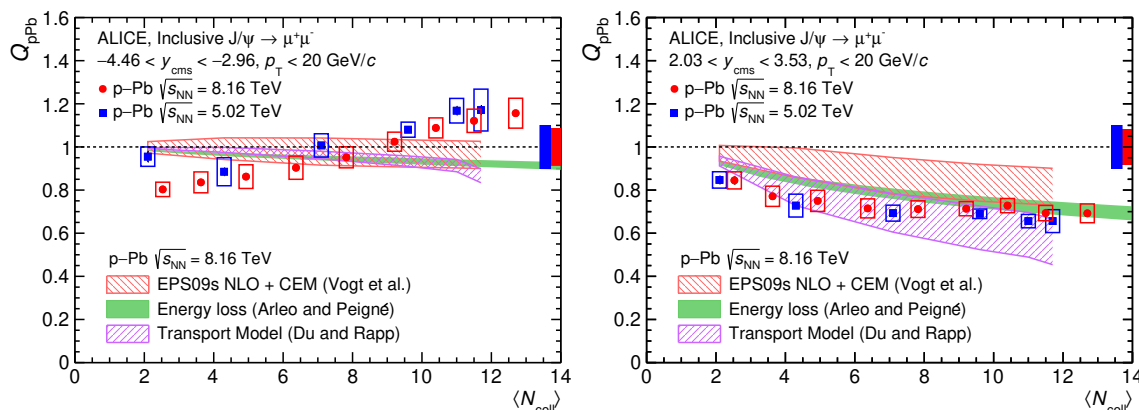 Q_pPb
1.6
1.4
1.2
1
0.8
0.6
0.4
0.2
0
ALICE, Inclusive J/ψ → μ⁺μ⁻
−4.46 < y_cms < −2.96, p_T < 20 GeV/c
p−Pb √s_NN = 8.16 TeV
p−Pb √s_NN = 5.02 TeV
p−Pb √s_NN = 8.16 TeV
EPS09s NLO + CEM (Vogt et al.)
Energy loss (Arleo and Peigné)
Transport Model (Du and Rapp)
0 2 4 6 8 10 12 14
⟨N_coll⟩
Q_pPb
1.6
1.4
1.2
1
0.8
0.6
0.4
0.2
0
ALICE, Inclusive J/ψ → μ⁺μ⁻
2.03 < y_cms < 3.53, p_T < 20 GeV/c
p−Pb √s_NN = 8.16 TeV
p−Pb √s_NN = 5.02 TeV
p−Pb √s_NN = 8.16 TeV
EPS09s NLO + CEM (Vogt et al.)
Energy loss (Arleo and Peigné)
Transport Model (Du and Rapp)
0 2 4 6 8 10 12 14
⟨N_coll⟩